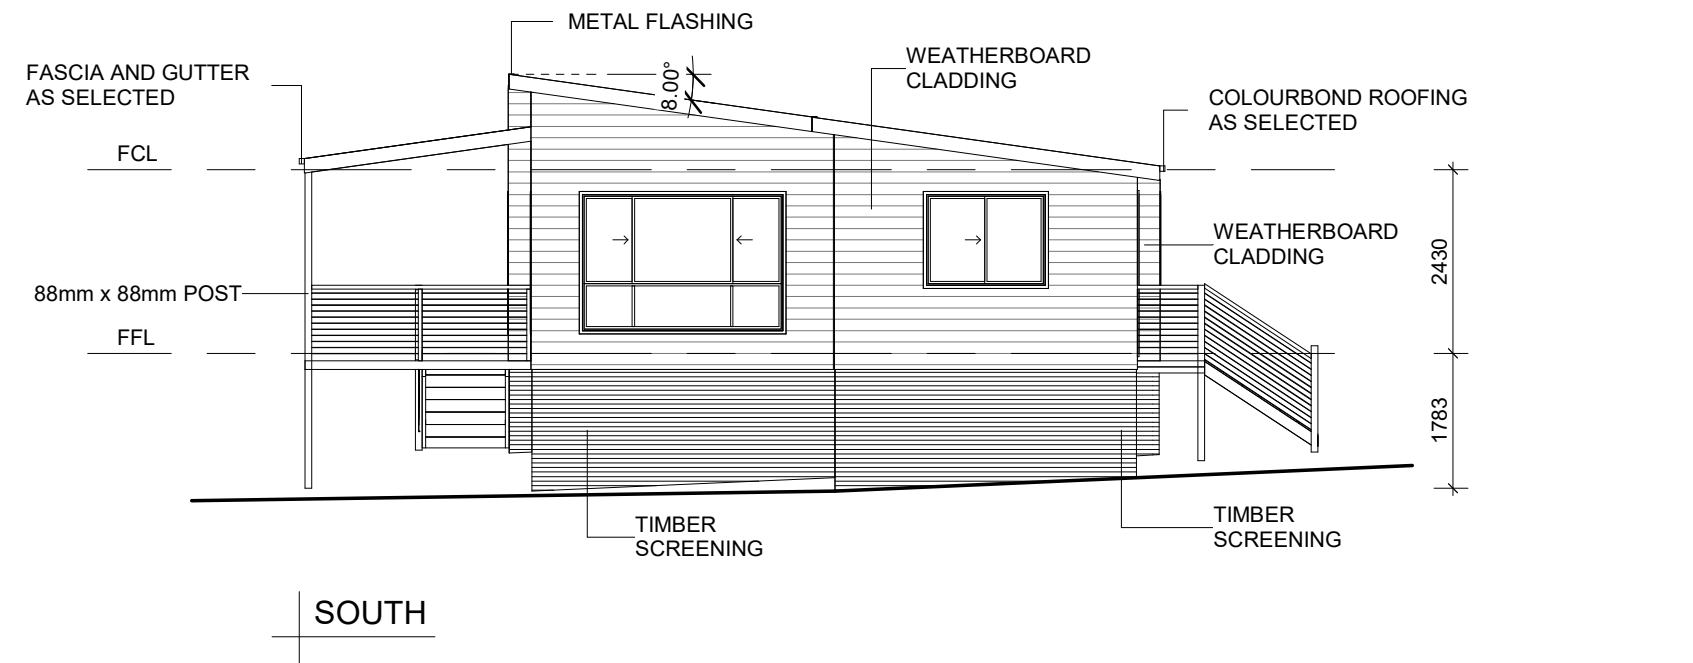 METAL FLASHING
FASCIA AND GUTTER
AS SELECTED
8.00°
WEATHERBOARD
CLADDING
COLOURBOND ROOFING
AS SELECTED
FCL
WEATHERBOARD
CLADDING
2430
88mm x 88mm POST
FFL
1783
TIMBER
SCREENING
TIMBER
SCREENING
SOUTH